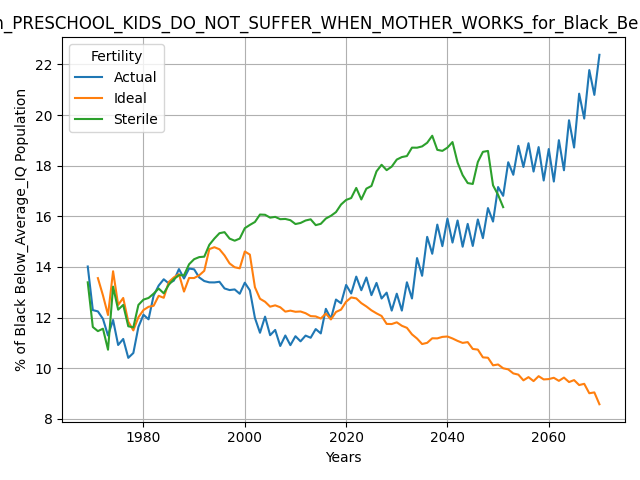 n_PRESCHOOL_KIDS_DO_NOT_SUFFER_WHEN_MOTHER_WORKS_for_Black_Be
Fertility
Actual
Ideal
Sterile
22
20
18
16
14
12
10
8
% of Black Below_Average_IQ Population
1980
2000
2020
2040
2060
Years